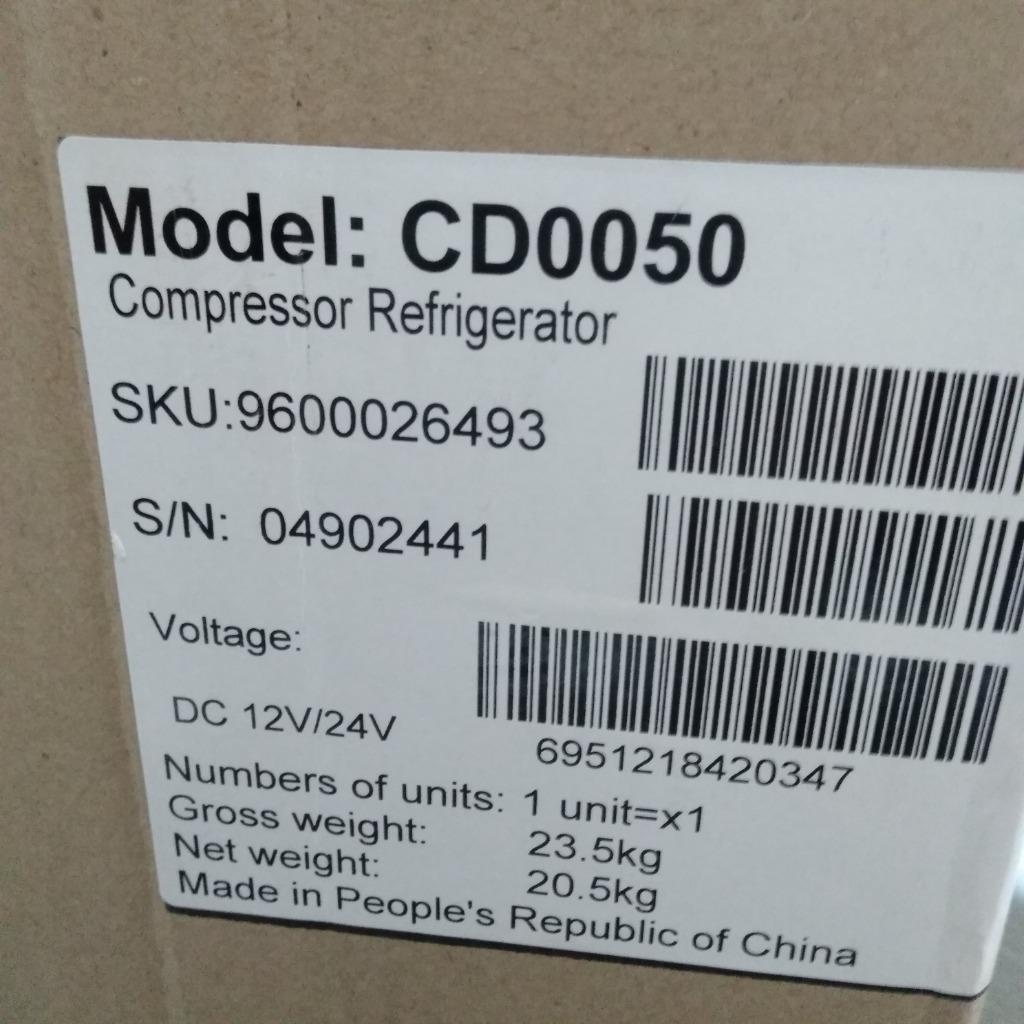 Model: CD0050
Compressor Refrigerator
SKU:9600026493
S/N: 04902441
Voltage:
DC 12V/24V
6951218420347
Numbers of units: 1 unit=x1
Gross weight: 23.5kg
Net weight: 20.5kg
Made in People's Republic of China